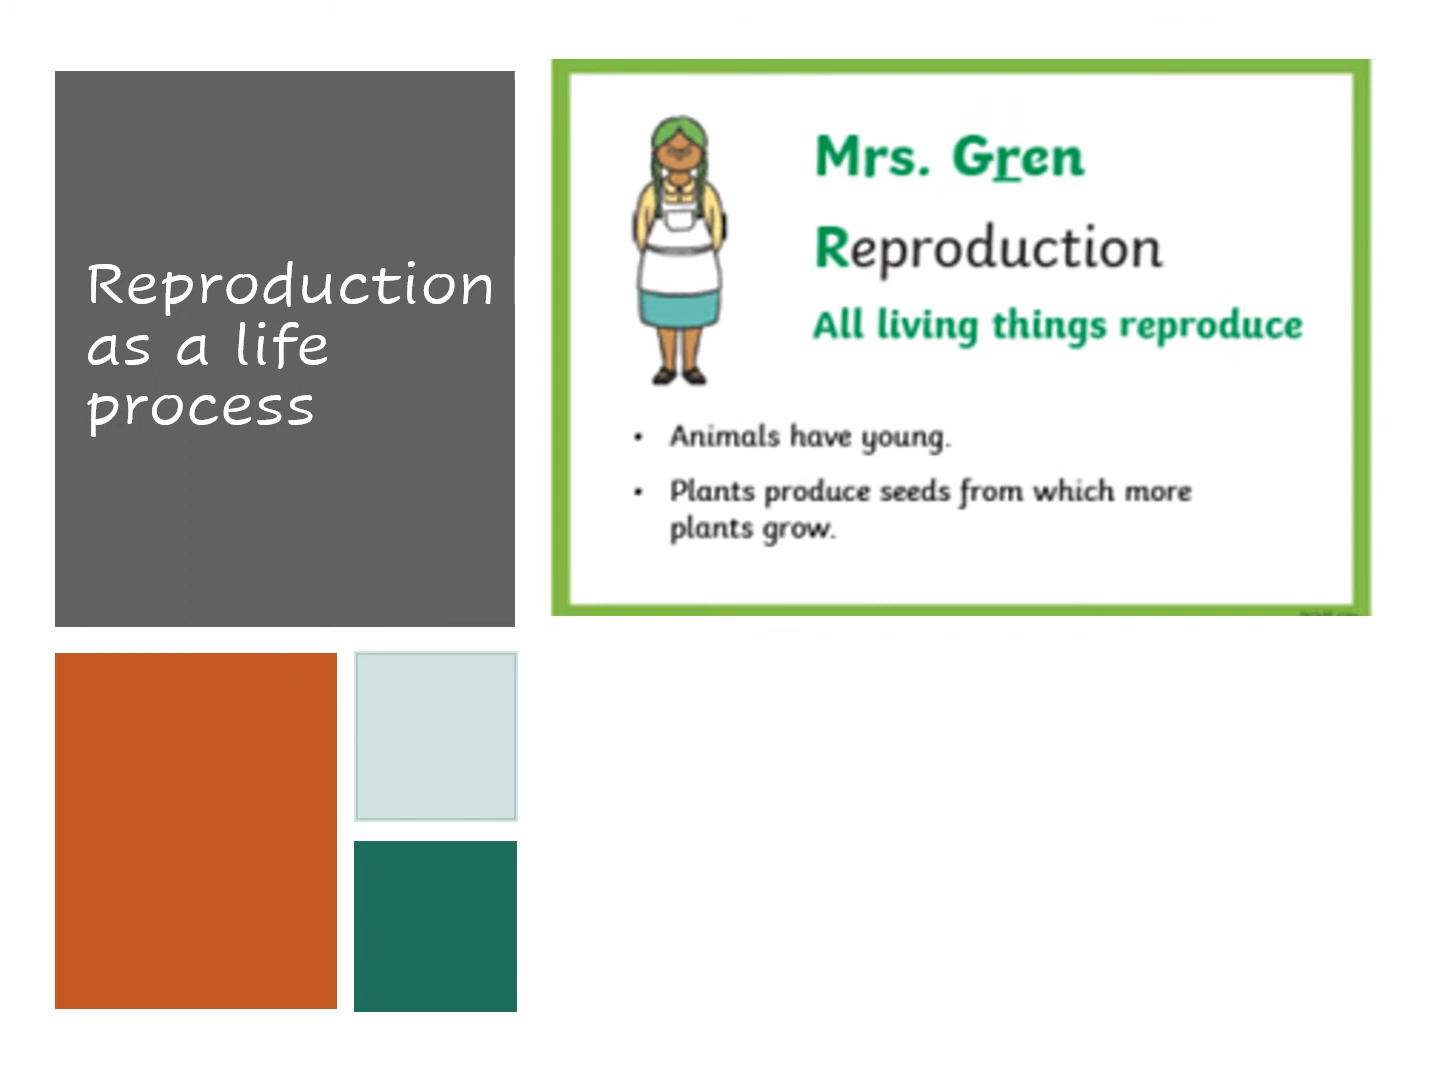 Reproduction
as a life
process
Mrs. Gren
Reproduction
All living things reproduce
• Animals have young.
• Plants produce seeds from which more
plants grow.